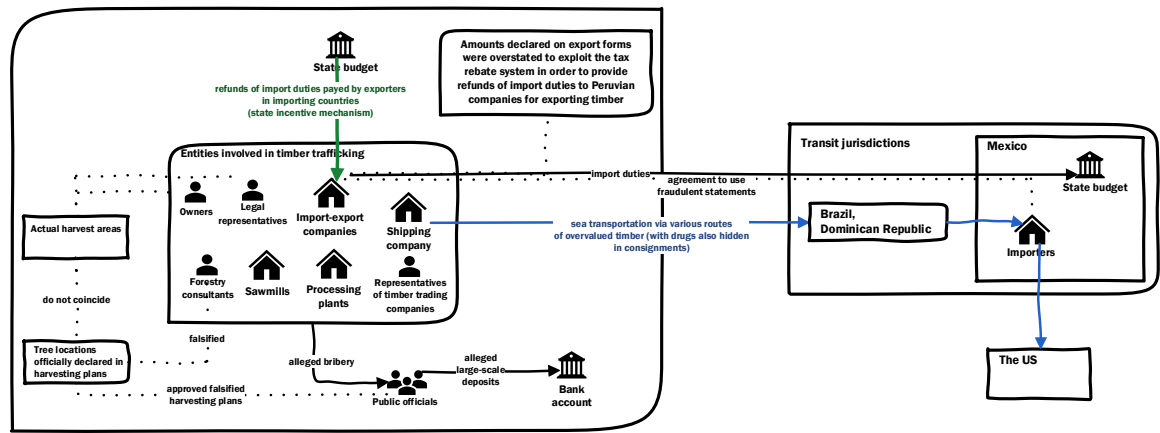 State budget
refunds of import duties payed by exporters
in importing countries
(state incentive mechanism)
Amounts declared on export forms
were overstated to exploit the tax
rebate system in order to provide
refunds of import duties to Peruvian
companies for exporting timber
Entities involved in timber trafficking
Owners
Legal
representatives
Import-export
companies
Shipping
company
Forestry
consultants
Sawmills
Processing
plants
Representatives
of timber trading
companies
Actual harvest areas
do not coincide
Tree locations
officially declared in
harvesting plans
falsified
approved falsified
harvesting plans
alleged bribery
Public officials
alleged
large-scale
deposits
Bank
account
import duties
agreement to use
fraudulent statements
sea transportation via various routes
of overvalued timber (with drugs also hidden
in consignments)
Transit jurisdictions
Brazil,
Dominican Republic
Mexico
State budget
Importers
The US